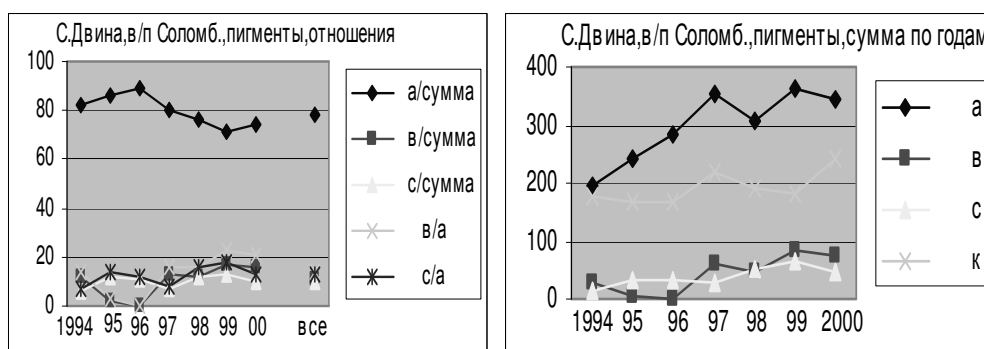 С.Двина,в/п Соломб.,пигменты,отношения
100
80
60
40
20
0
1994 95 96 97 98 99 00 все
а/сумма
в/сумма
с/сумма
в/а
с/а
С.Двина,в/п Соломб.,пигменты,сумма по годам
400
300
200
100
0
1994 95 96 97 98 99 2000
а
в
с
к